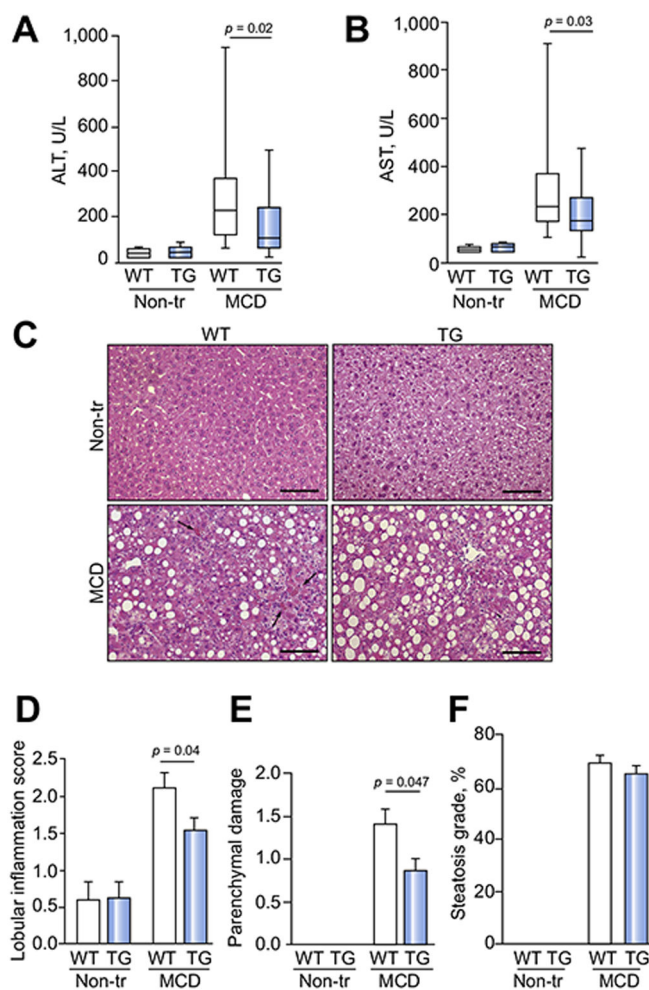 A
ALT, U/L
1,000
800
600
400
200
0
p = 0.02
WT TG WT TG
Non-tr MCD
B
AST, U/L
1,000
800
600
400
200
0
p = 0.03
WT TG WT TG
Non-tr MCD
C
WT TG
Non-tr
MCD
D
Lobular inflammation score
2.5
2.0
1.5
1.0
0.5
0.0
p = 0.04
WT TG WT TG
Non-tr MCD
E
Parenchymal damage
2.0
1.5
1.0
0.5
0.0
p = 0.047
WT TG WT TG
Non-tr MCD
F
Steatosis grade, %
80
60
40
20
0
WT TG WT TG
Non-tr MCD